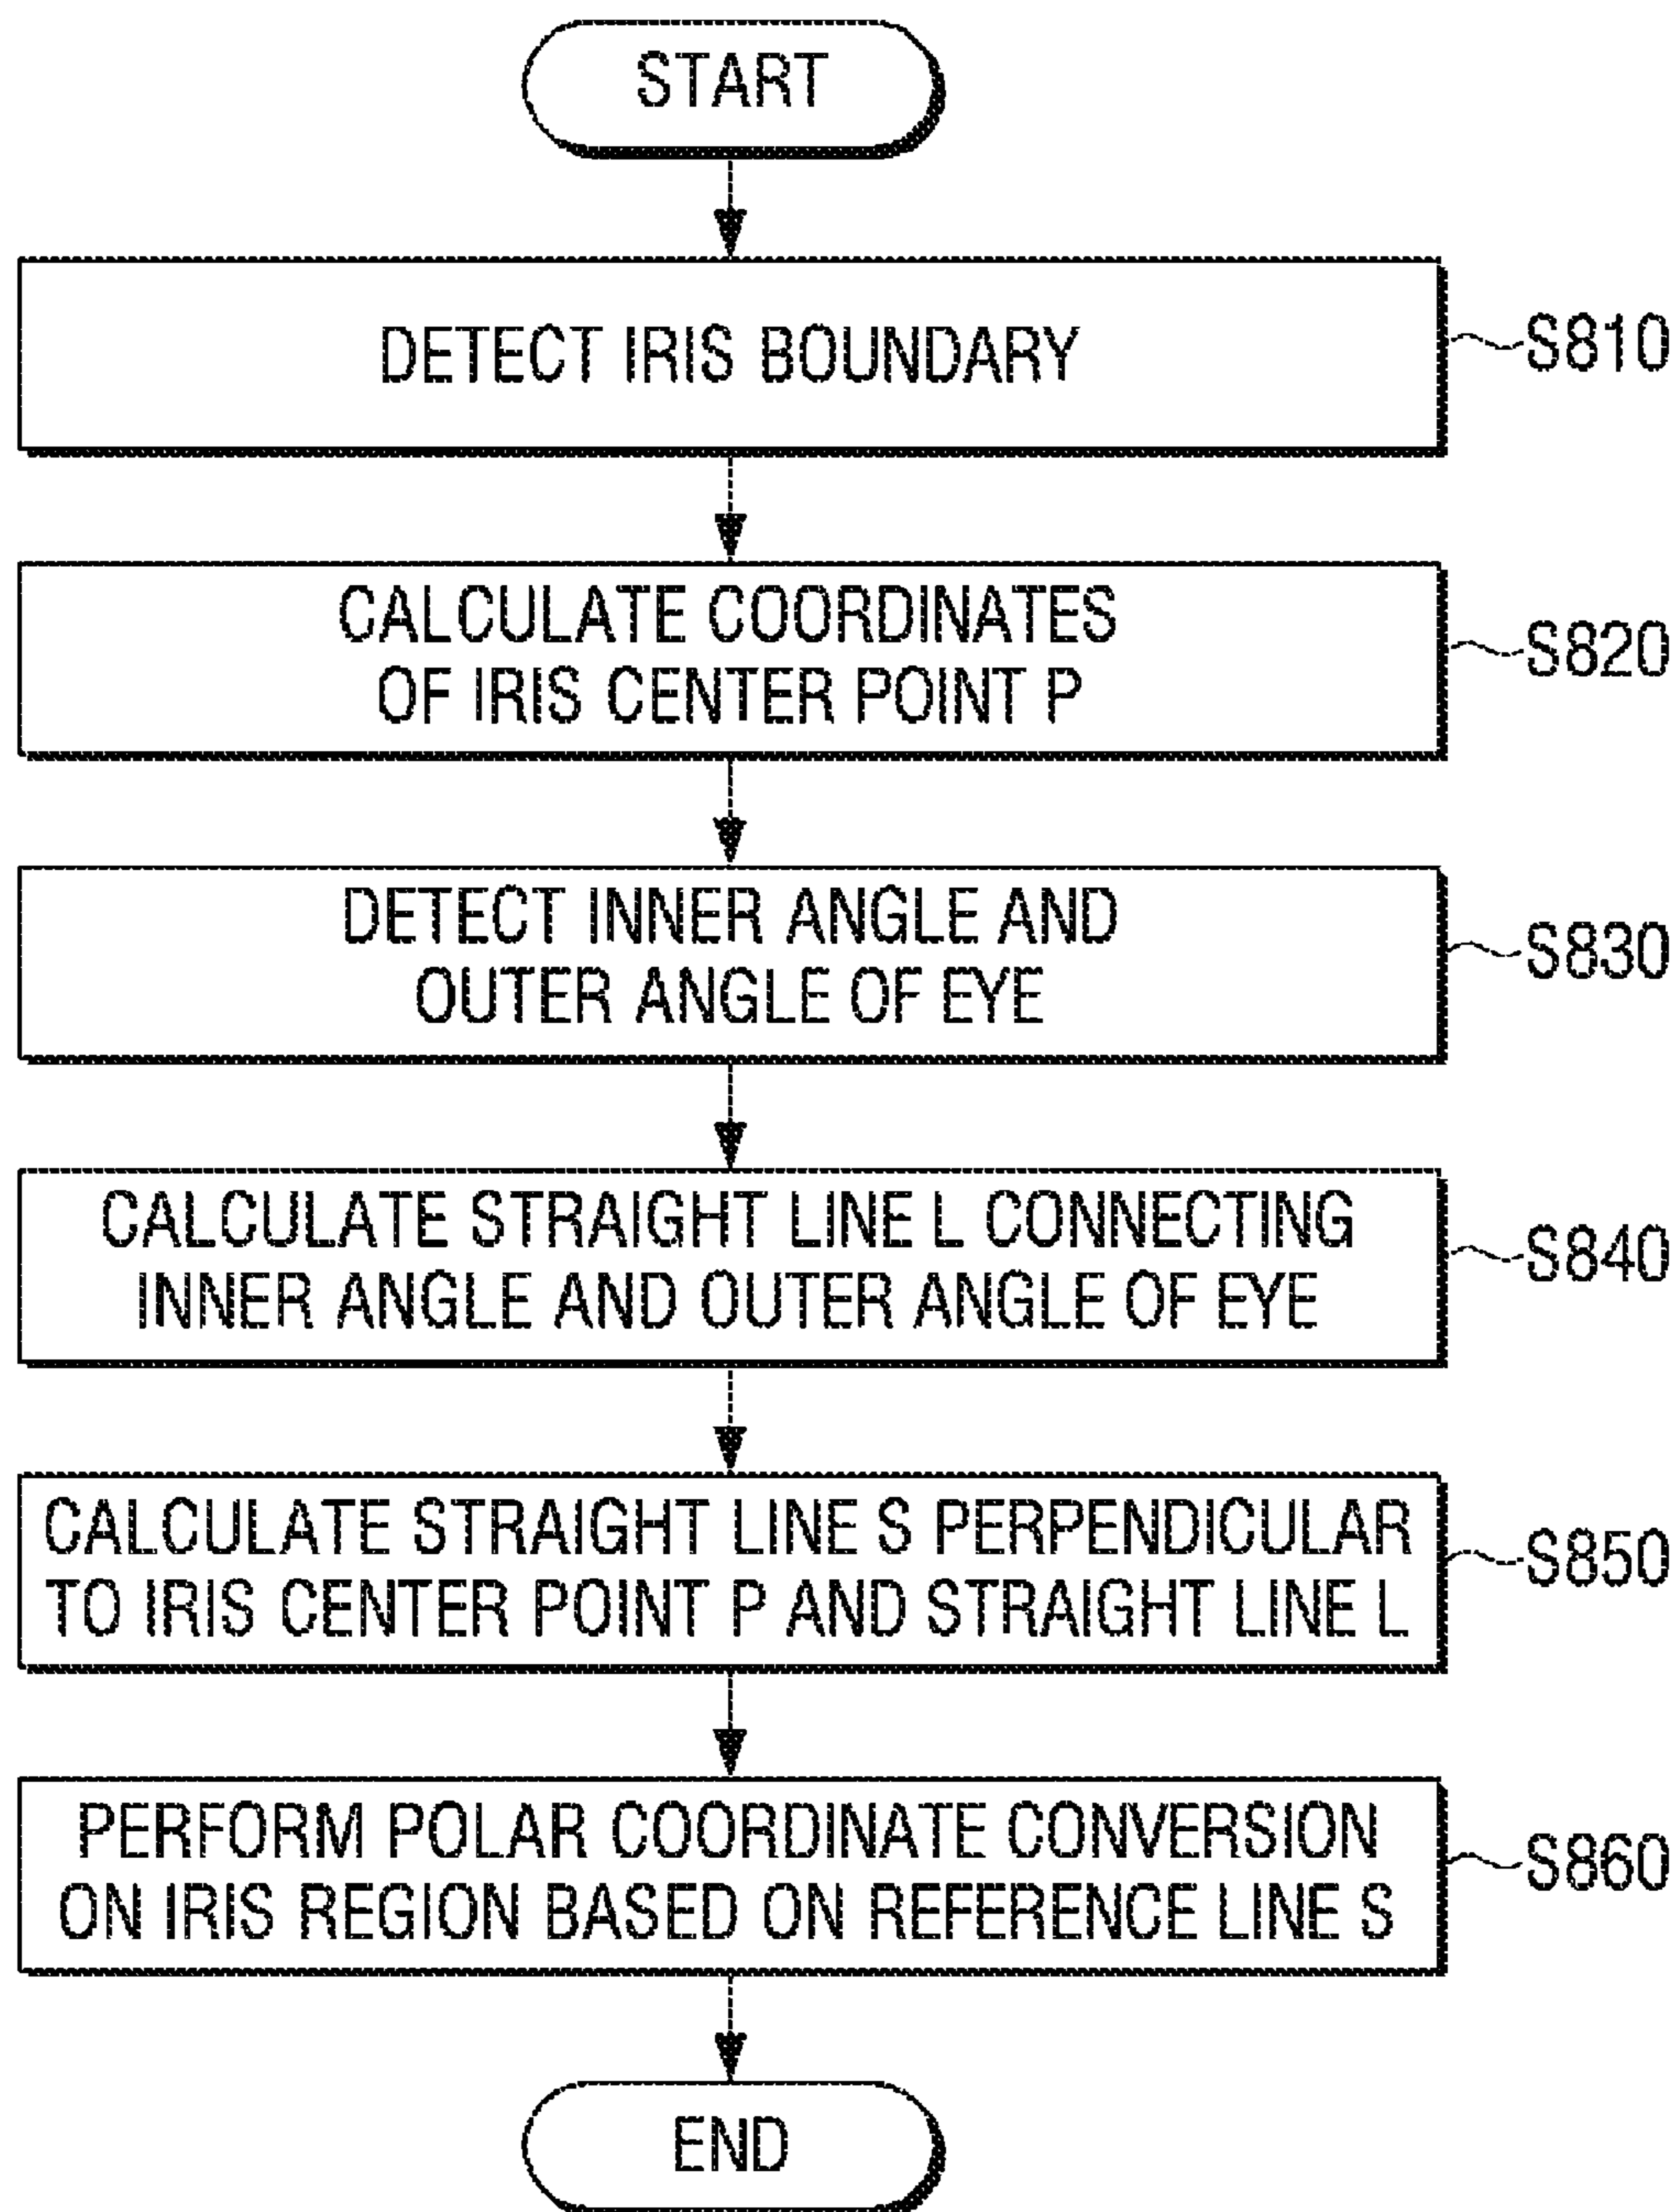 START
DETECT IRIS BOUNDARY
S810
CALCULATE COORDINATES
OF IRIS CENTER POINT P
S820
DETECT INNER ANGLE AND
OUTER ANGLE OF EYE
S830
CALCULATE STRAIGHT LINE L CONNECTING
INNER ANGLE AND OUTER ANGLE OF EYE
S840
CALCULATE STRAIGHT LINE S PERPENDICULAR
TO IRIS CENTER POINT P AND STRAIGHT LINE L
S850
PERFORM POLAR COORDINATE CONVERSION
ON IRIS REGION BASED ON REFERENCE LINE S
S860
END